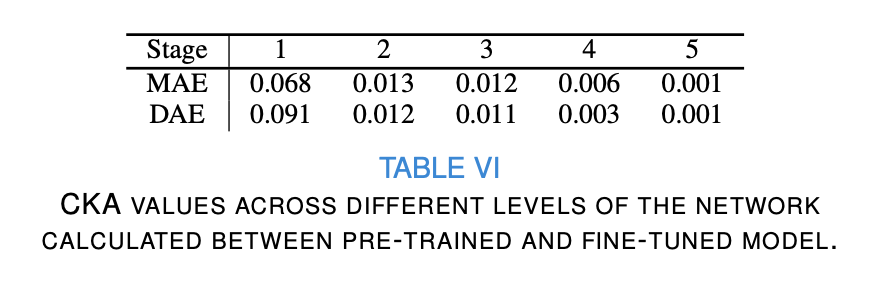 Stage 1 2 3 4 5
MAE 0.068 0.013 0.012 0.006 0.001
DAE 0.091 0.012 0.011 0.003 0.001
TABLE VI
CKA VALUES ACROSS DIFFERENT LEVELS OF THE NETWORK
CALCULATED BETWEEN PRE-TRAINED AND FINE-TUNED MODEL.